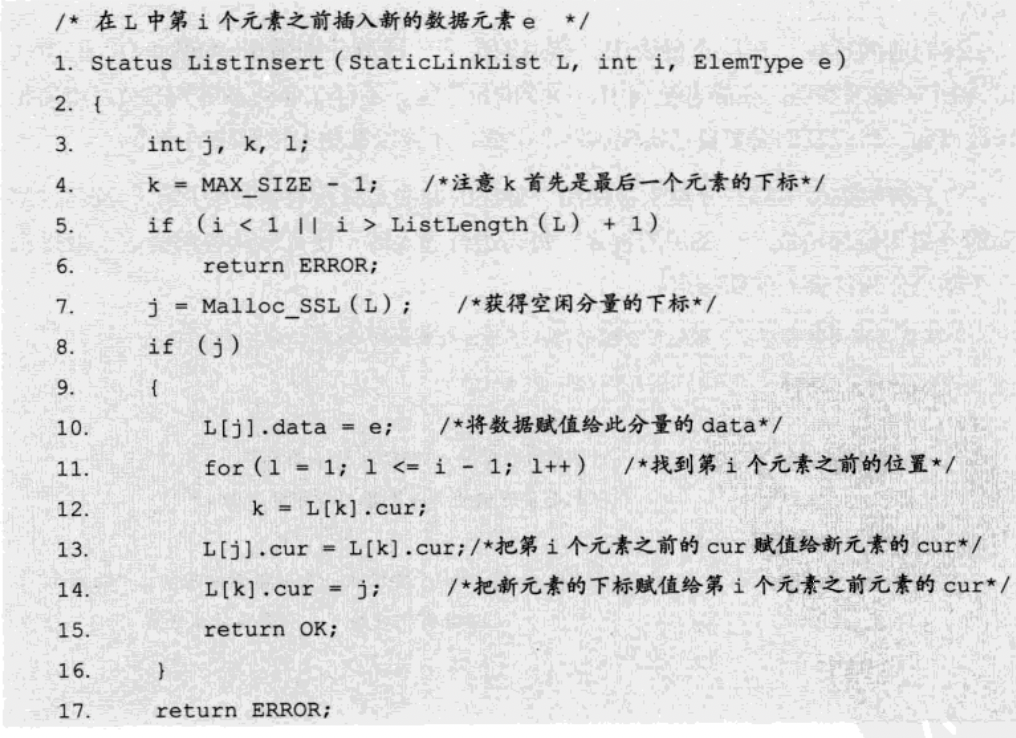 /* 在 L 中第 i 个元素之前插入新的数据元素 e */
1. Status ListInsert (StaticLinkList L, int i, ElemType e)
2. {
3. int j, k, l;
4. k = MAX_SIZE - 1; /*注意 k 首先是最后一个元素的下标*/
5. if (i < 1 || i > ListLength (L) + 1)
6. return ERROR;
7. j = Malloc_SSL (L); /*获得空闲分量的下标*/
8. if (j)
9. {
10. L[j].data = e; /*将数据赋值给此分量的 data*/
11. for (l = 1; l <= i - 1; l++) /*找到第 i 个元素之前的位置*/
12. k = L[k].cur;
13. L[j].cur = L[k].cur;/*把第 i 个元素之前的 cur 赋值给新元素的 cur*/
14. L[k].cur = j; /*把新元素的下标赋值给第 i 个元素之前元素的 cur*/
15. return OK;
16. }
17. return ERROR;